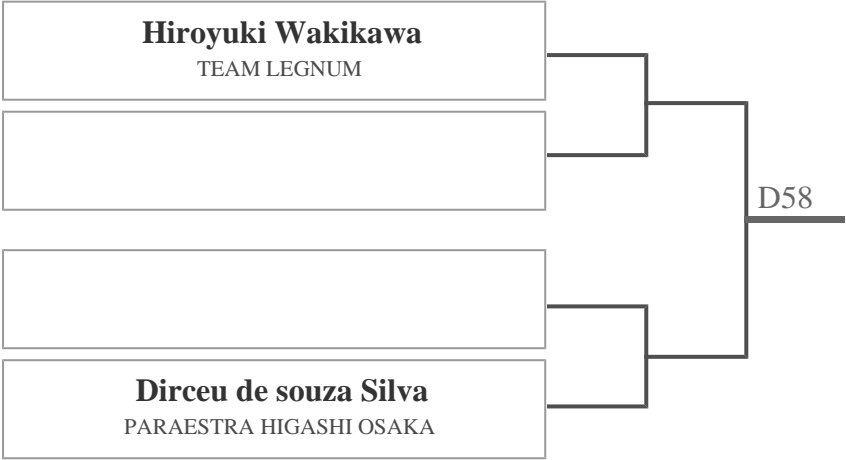 Hiroyuki Wakikawa
TEAM LEGNUM
D58
Dirceu de souza Silva
PARAESTRA HIGASHI OSAKA